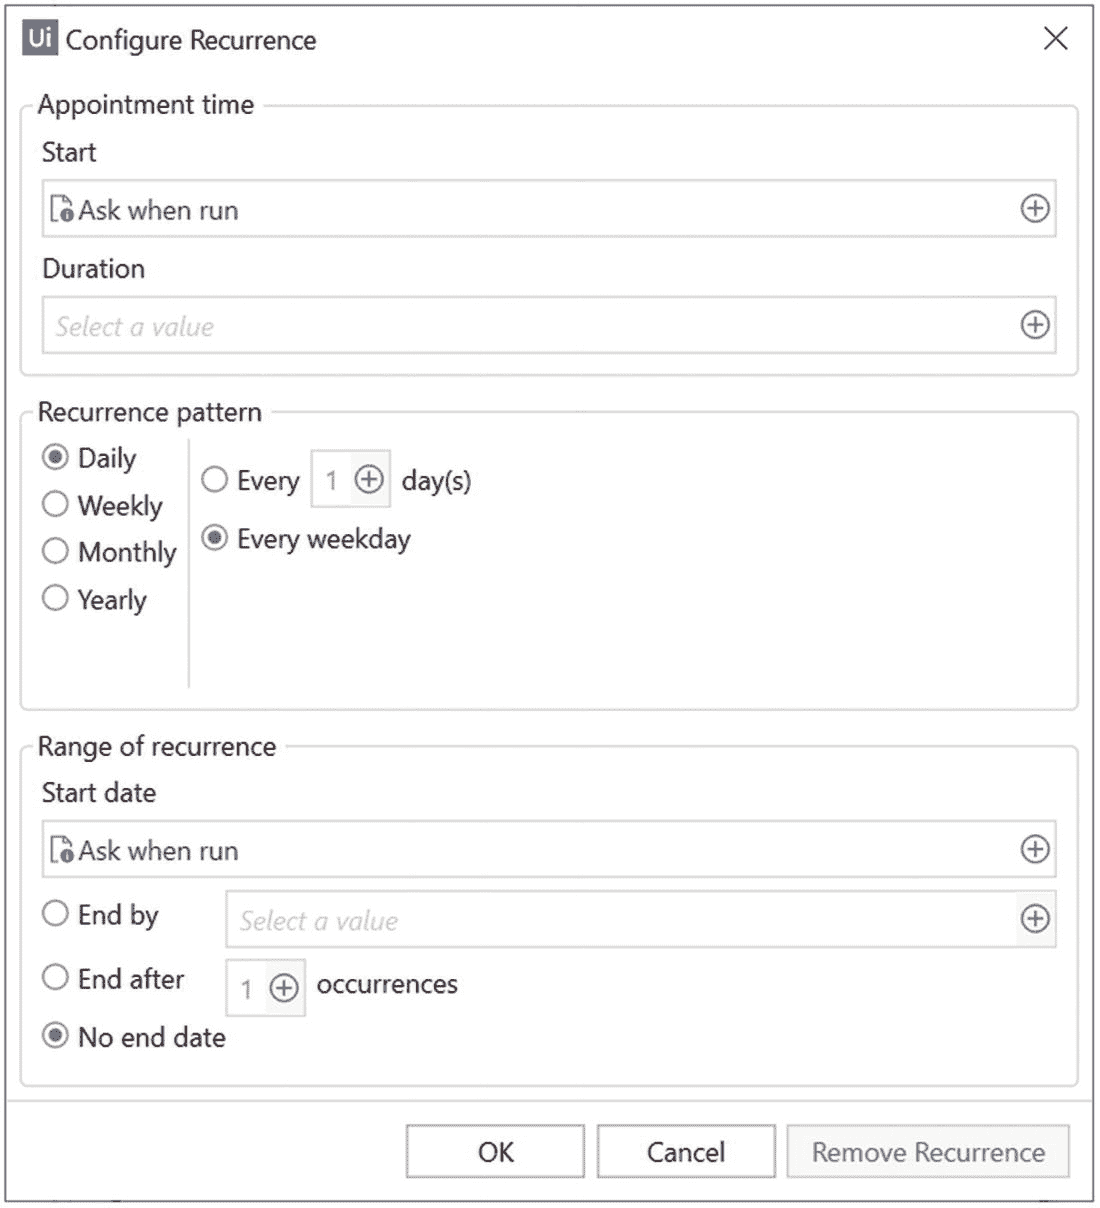 Ui Configure Recurrence
Appointment time
Start
Ask when run
Duration
Select a value
Recurrence pattern
Daily
Weekly
Monthly
Yearly
Every 1 day(s)
Every weekday
Range of recurrence
Start date
Ask when run
End by Select a value
End after 1 occurrences
No end date
OK Cancel Remove Recurrence